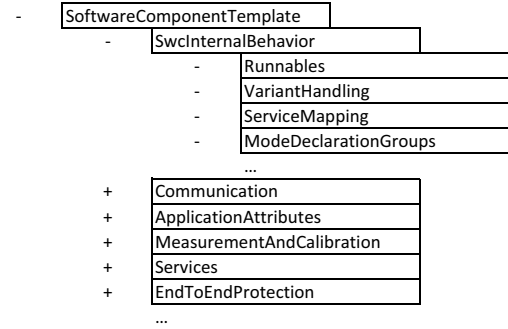 - SoftwareComponentTemplate
- SwcInternalBehavior
- Runnables
- VariantHandling
- ServiceMapping
- ModeDeclarationGroups
...
+ Communication
+ ApplicationAttributes
+ MeasurementAndCalibration
+ Services
+ EndToEndProtection
...